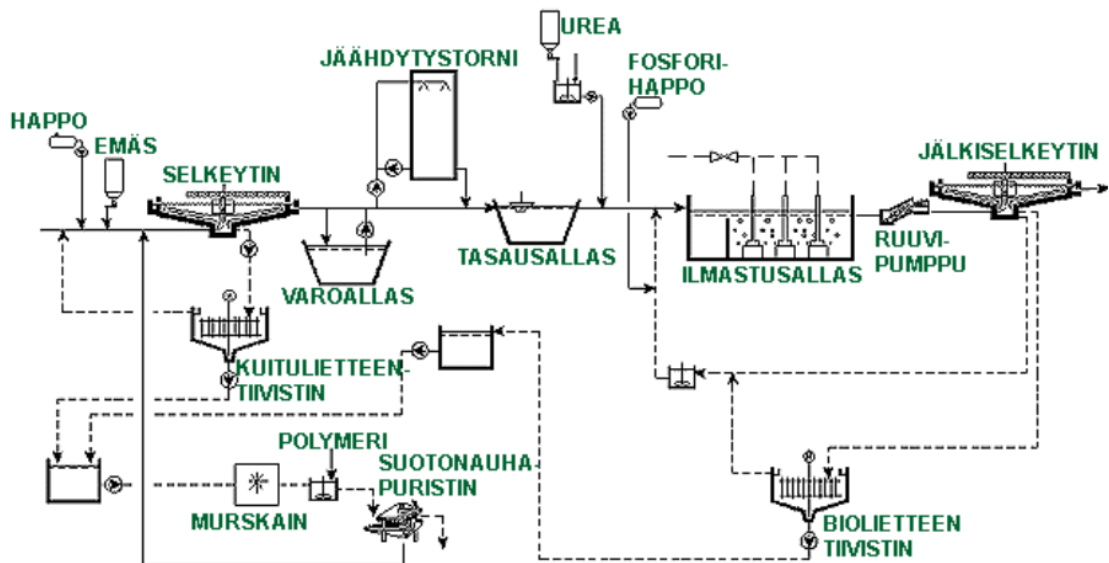 UREA
JÄÄHDYTYSTORNI
FOSFORI-
HAPPO
HAPPO
EMÄS
SELKEYTIN
JÄLKISELKEYTIN
TASAUSALLAS
RUUVI-
PUMPPU
VAROALLAS
ILMASTUSALLAS
KUITULIETTEEN-
TIIVISTIN
POLYMERI
SUOTONAUHA-
PURISTIN
MURSKAIN
BIOLIETTEEN
TIIVISTIN